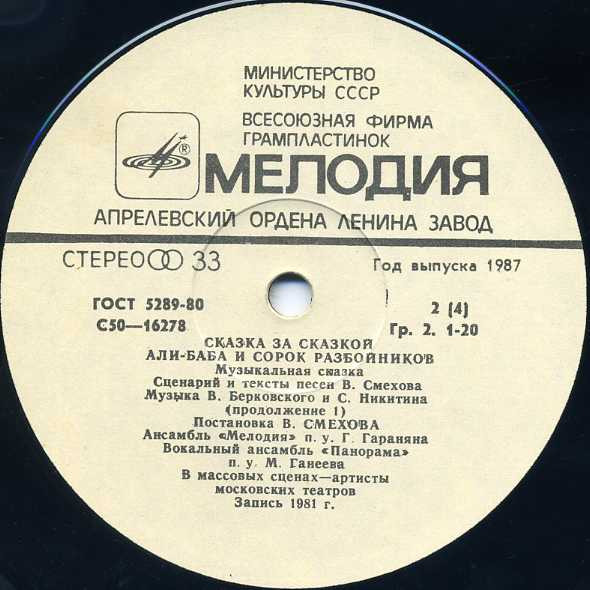 МИНИСТЕРСТВО
КУЛЬТУРЫ СССР
ВСЕСОЮЗНАЯ ФИРМА
ГРАМПЛАСТИНОК
®
МЕЛОДИЯ
АПРЕЛЕВСКИЙ ОРДЕНА ЛЕНИНА ЗАВОД
СТЕРЕО 33
Год выпуска 1987
ГОСТ 5289-80
2 (4)
С50—16278
Гр. 2. 1-20
СКАЗКА ЗА СКАЗКОЙ
АЛИ-БАБА И СОРОК РАЗБОЙНИКОВ
Музыкальная сказка
Сценарий и тексты песен В. Смехова
Музыка В. Берковского и С. Никитина
(продолжение 1)
Постановка В. СМЕХОВА
Ансамбль «Мелодия» п. у. Г. Гараняна
Вокальный ансамбль «Панорама»
п. у. М. Ганеева
В массовых сценах—артисты
московских театров
Запись 1981 г.